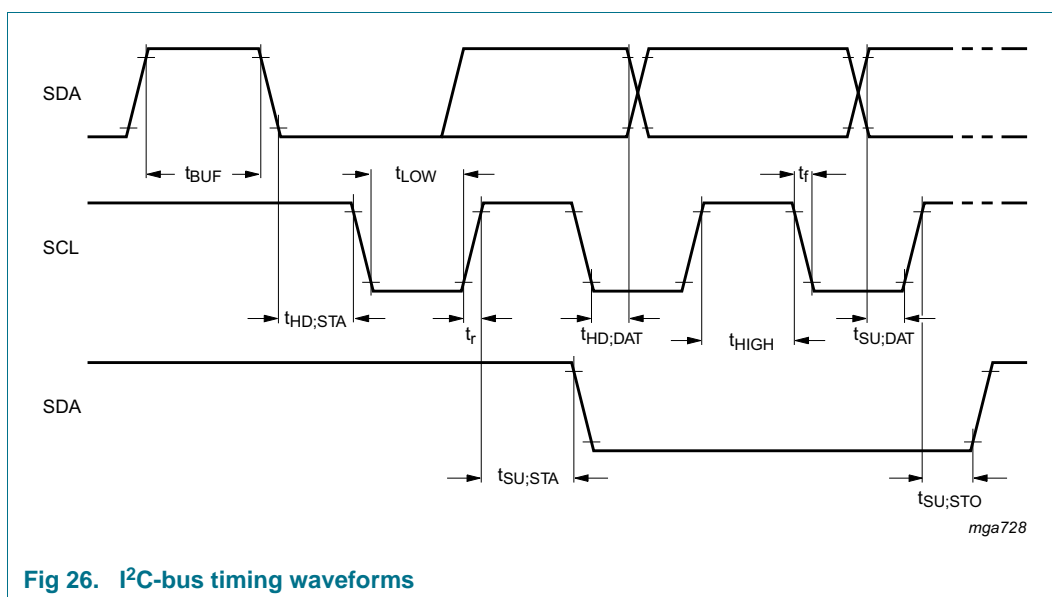 SDA
tBUF
tLOW
tf
SCL
tHD;STA
tr
tHD;DAT
tHIGH
tSU;DAT
SDA
tSU;STA
tSU;STO
mga728
Fig 26. I²C-bus timing waveforms